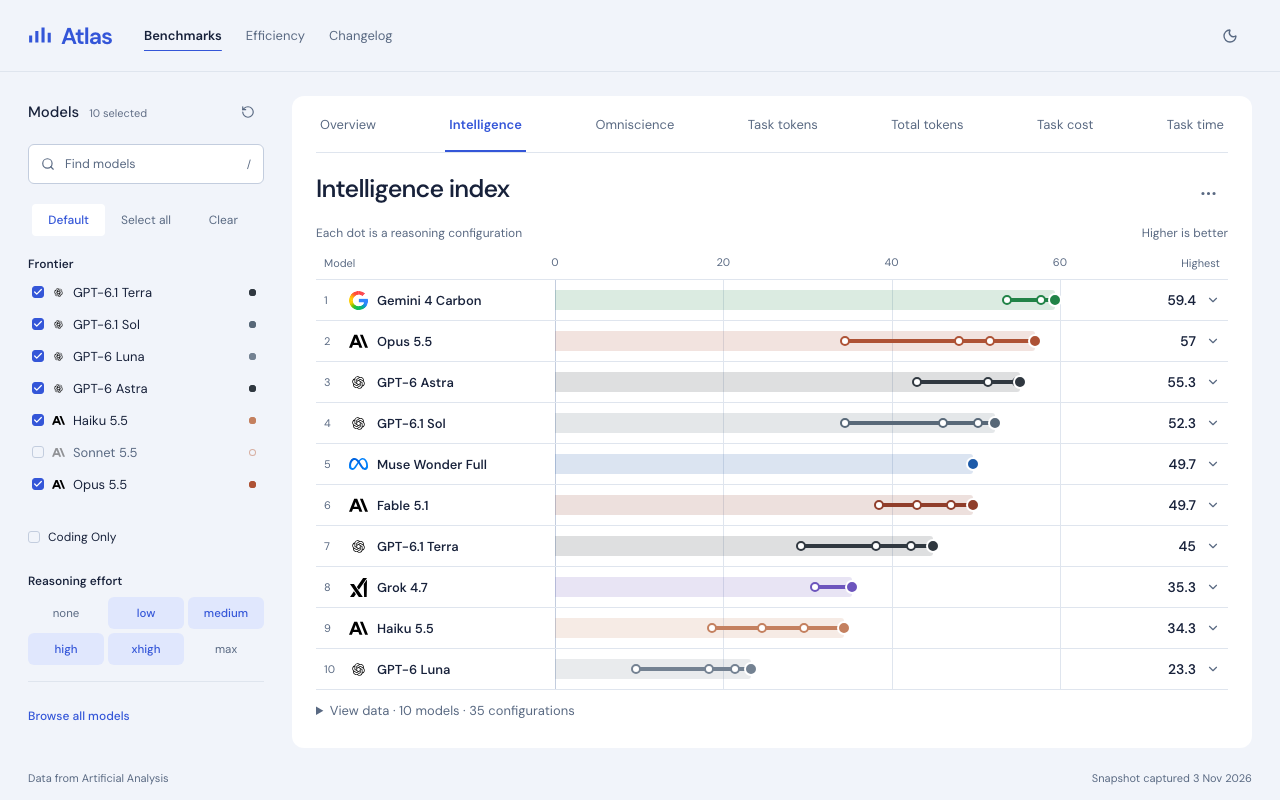 Atlas
Benchmarks Efficiency Changelog
Models 10 selected
Find models /
Default Select all Clear
Frontier
GPT-6.1 Terra
GPT-6.1 Sol
GPT-6 Luna
GPT-6 Astra
Haiku 5.5
Sonnet 5.5
Opus 5.5
Coding Only
Reasoning effort
none low medium
high xhigh max
Browse all models
Overview Intelligence Omniscience Task tokens Total tokens Task cost Task time
Intelligence index
...
Each dot is a reasoning configuration Higher is better
Model 0 20 40 60 Highest
1 Gemini 4 Carbon 59.4
2 Opus 5.5 57
3 GPT-6 Astra 55.3
4 GPT-6.1 Sol 52.3
5 Muse Wonder Full 49.7
6 Fable 5.1 49.7
7 GPT-6.1 Terra 45
8 Grok 4.7 35.3
9 Haiku 5.5 34.3
10 GPT-6 Luna 23.3
View data · 10 models · 35 configurations
Data from Artificial Analysis Snapshot captured 3 Nov 2026